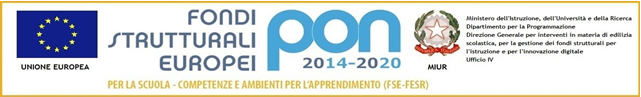 FONDI
STRUTTURALI
EUROPEI
pon
2014-2020
UNIONE EUROPEA
MIUR
Ministero dell'Istruzione, dell'Università e della Ricerca
Dipartimento per la Programmazione
Direzione Generale per interventi in materia di edilizia
scolastica, per la gestione dei fondi strutturali per
l'istruzione e per l'innovazione digitale
Ufficio IV
PER LA SCUOLA - COMPETENZE E AMBIENTI PER L'APPRENDIMENTO (FSE-FESR)